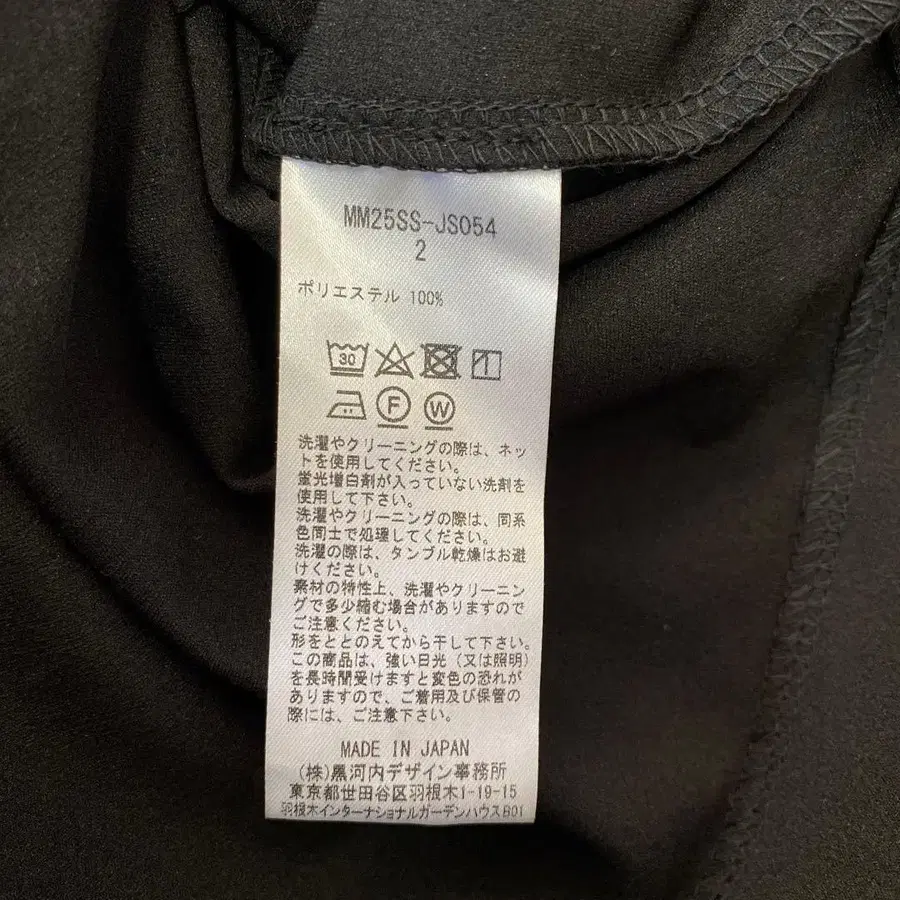 MM25SS-JS054
2
ポリエステル 100%
30
F W
洗濯やクリーニングの際は、ネッ
トを使用してください。
蛍光増白剤が入っていない洗剤を
使用して下さい。
洗濯やクリーニングの際は、同系
色同士で処理してください。
洗濯の際は、タンブル乾燥はお避
けください。
素材の特性上、洗濯やクリーニン
グで多少縮む場合がありますので
ご注意ください。
形をととのえてから干して下さい。
この商品は、強い日光（又は照明）
を長時間受けますと変色の恐れが
ありますので、ご着用及び保管の
際には、ご注意下さい。
MADE IN JAPAN
(株)黒河内デザイン事務所
東京都世田谷区羽根木1-19-15
羽根木インターナショナルガーデンハウスB01